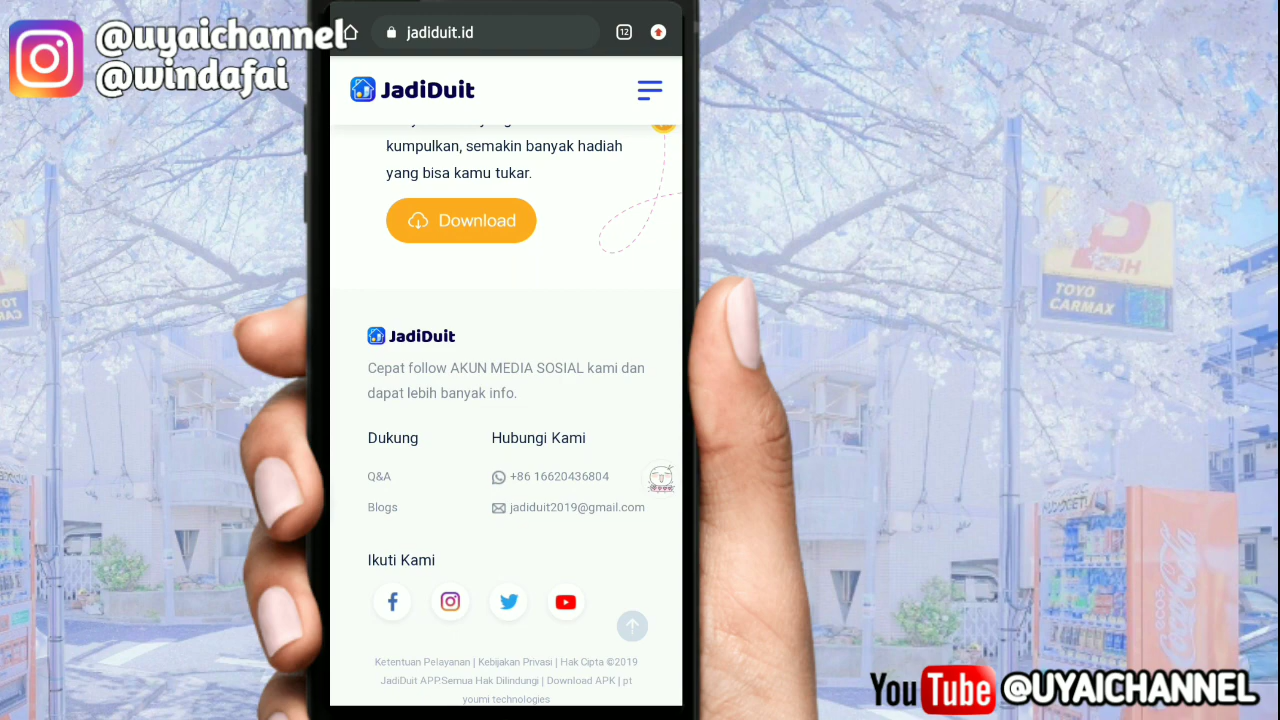 @uyaichannel
@windafai
jadiduit.id
12
JadiDuit
kumpulkan, semakin banyak hadiah
yang bisa kamu tukar.
Download
JadiDuit
Cepat follow AKUN MEDIA SOSIAL kami dan
dapat lebih banyak info.
Dukung
Hubungi Kami
Q&A
+86 16620436804
Blogs
jadiduit2019@gmail.com
Ikuti Kami
Ketentuan Pelayanan | Kebijakan Privasi | Hak Cipta ©2019
JadiDuit APP.Semua Hak Dilindungi | Download APK | pt
youmi technologies
TOYO
CARMAX
Coca-Cola
YouTube @UYAICHANNEL